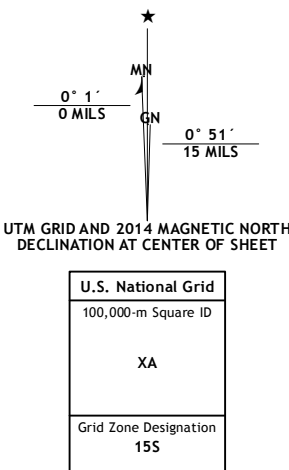 MN
0° 1´
0 MILS
GN
0° 51´
15 MILS
UTM GRID AND 2014 MAGNETIC NORTH
DECLINATION AT CENTER OF SHEET
U.S. National Grid
100,000-m Square ID
XA
Grid Zone Designation
15S